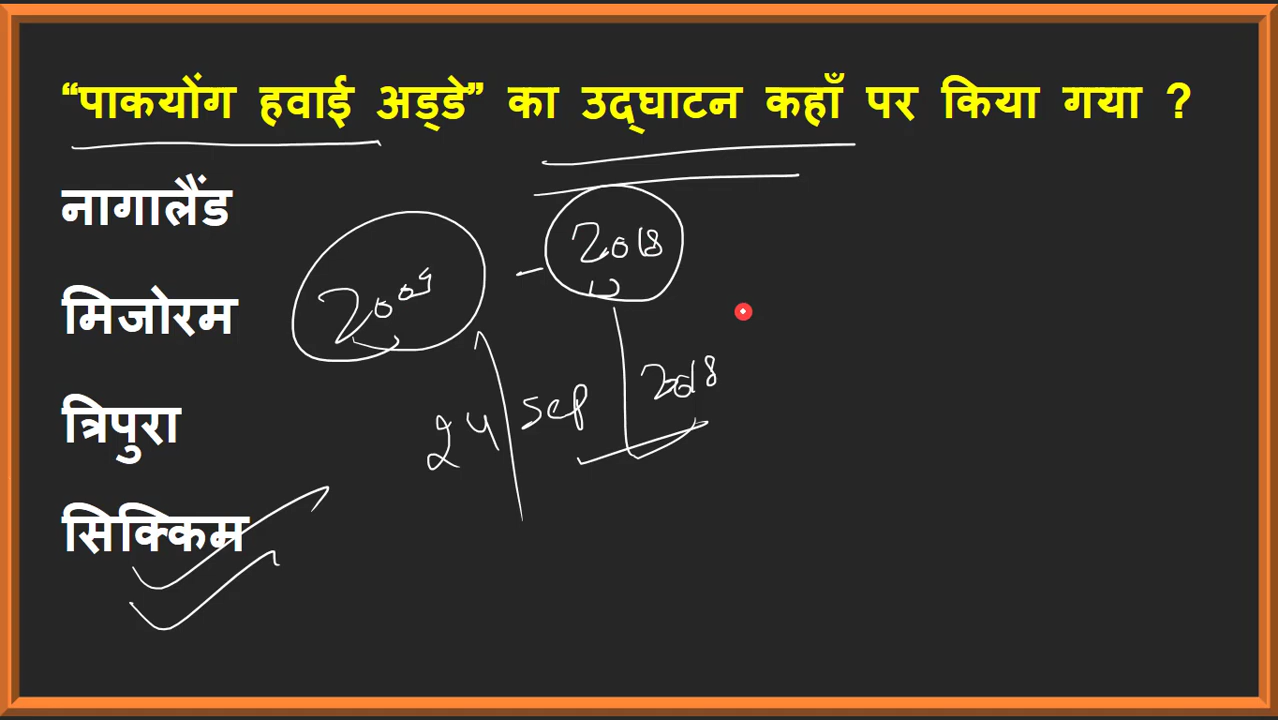 “पाकयोंग हवाई अड्डे” का उद्घाटन कहाँ पर किया गया ?
नागालैंड
2018
2009
मिजोरम
2018
24 sep
त्रिपुरा
सिक्किम